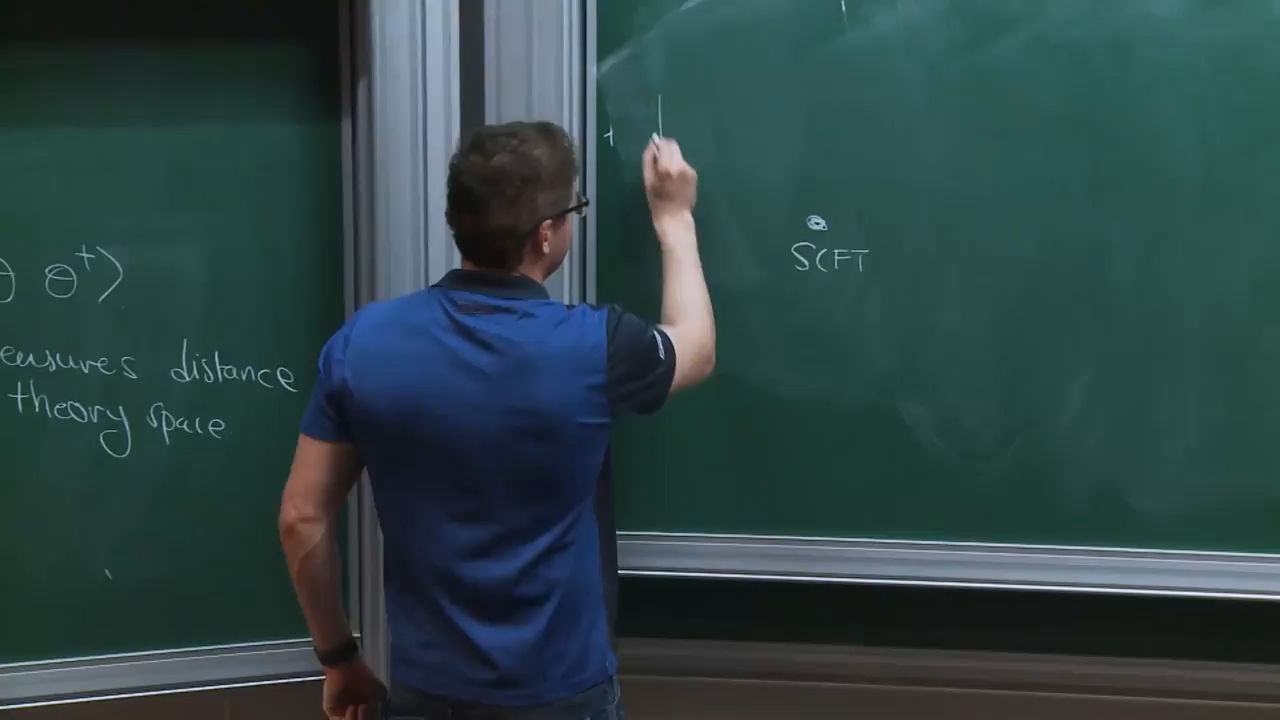 θ θ†⟩
easures distance
theory space
SCFT